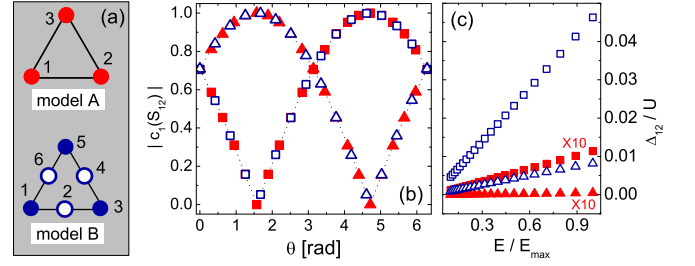 (a)
3
1 2
model A
5
6 4
1 2 3
model B
| c₁(S₁₂) |
1.0
0.8
0.6
0.4
0.2
0.0
(b)
0 1 2 3 4 5 6
θ [rad]
(c)
0.04
0.03
0.02
0.01
0.00
X10
X10
Δ₁₂ / U
0.3 0.6 0.9
E / Eₘₐₓ